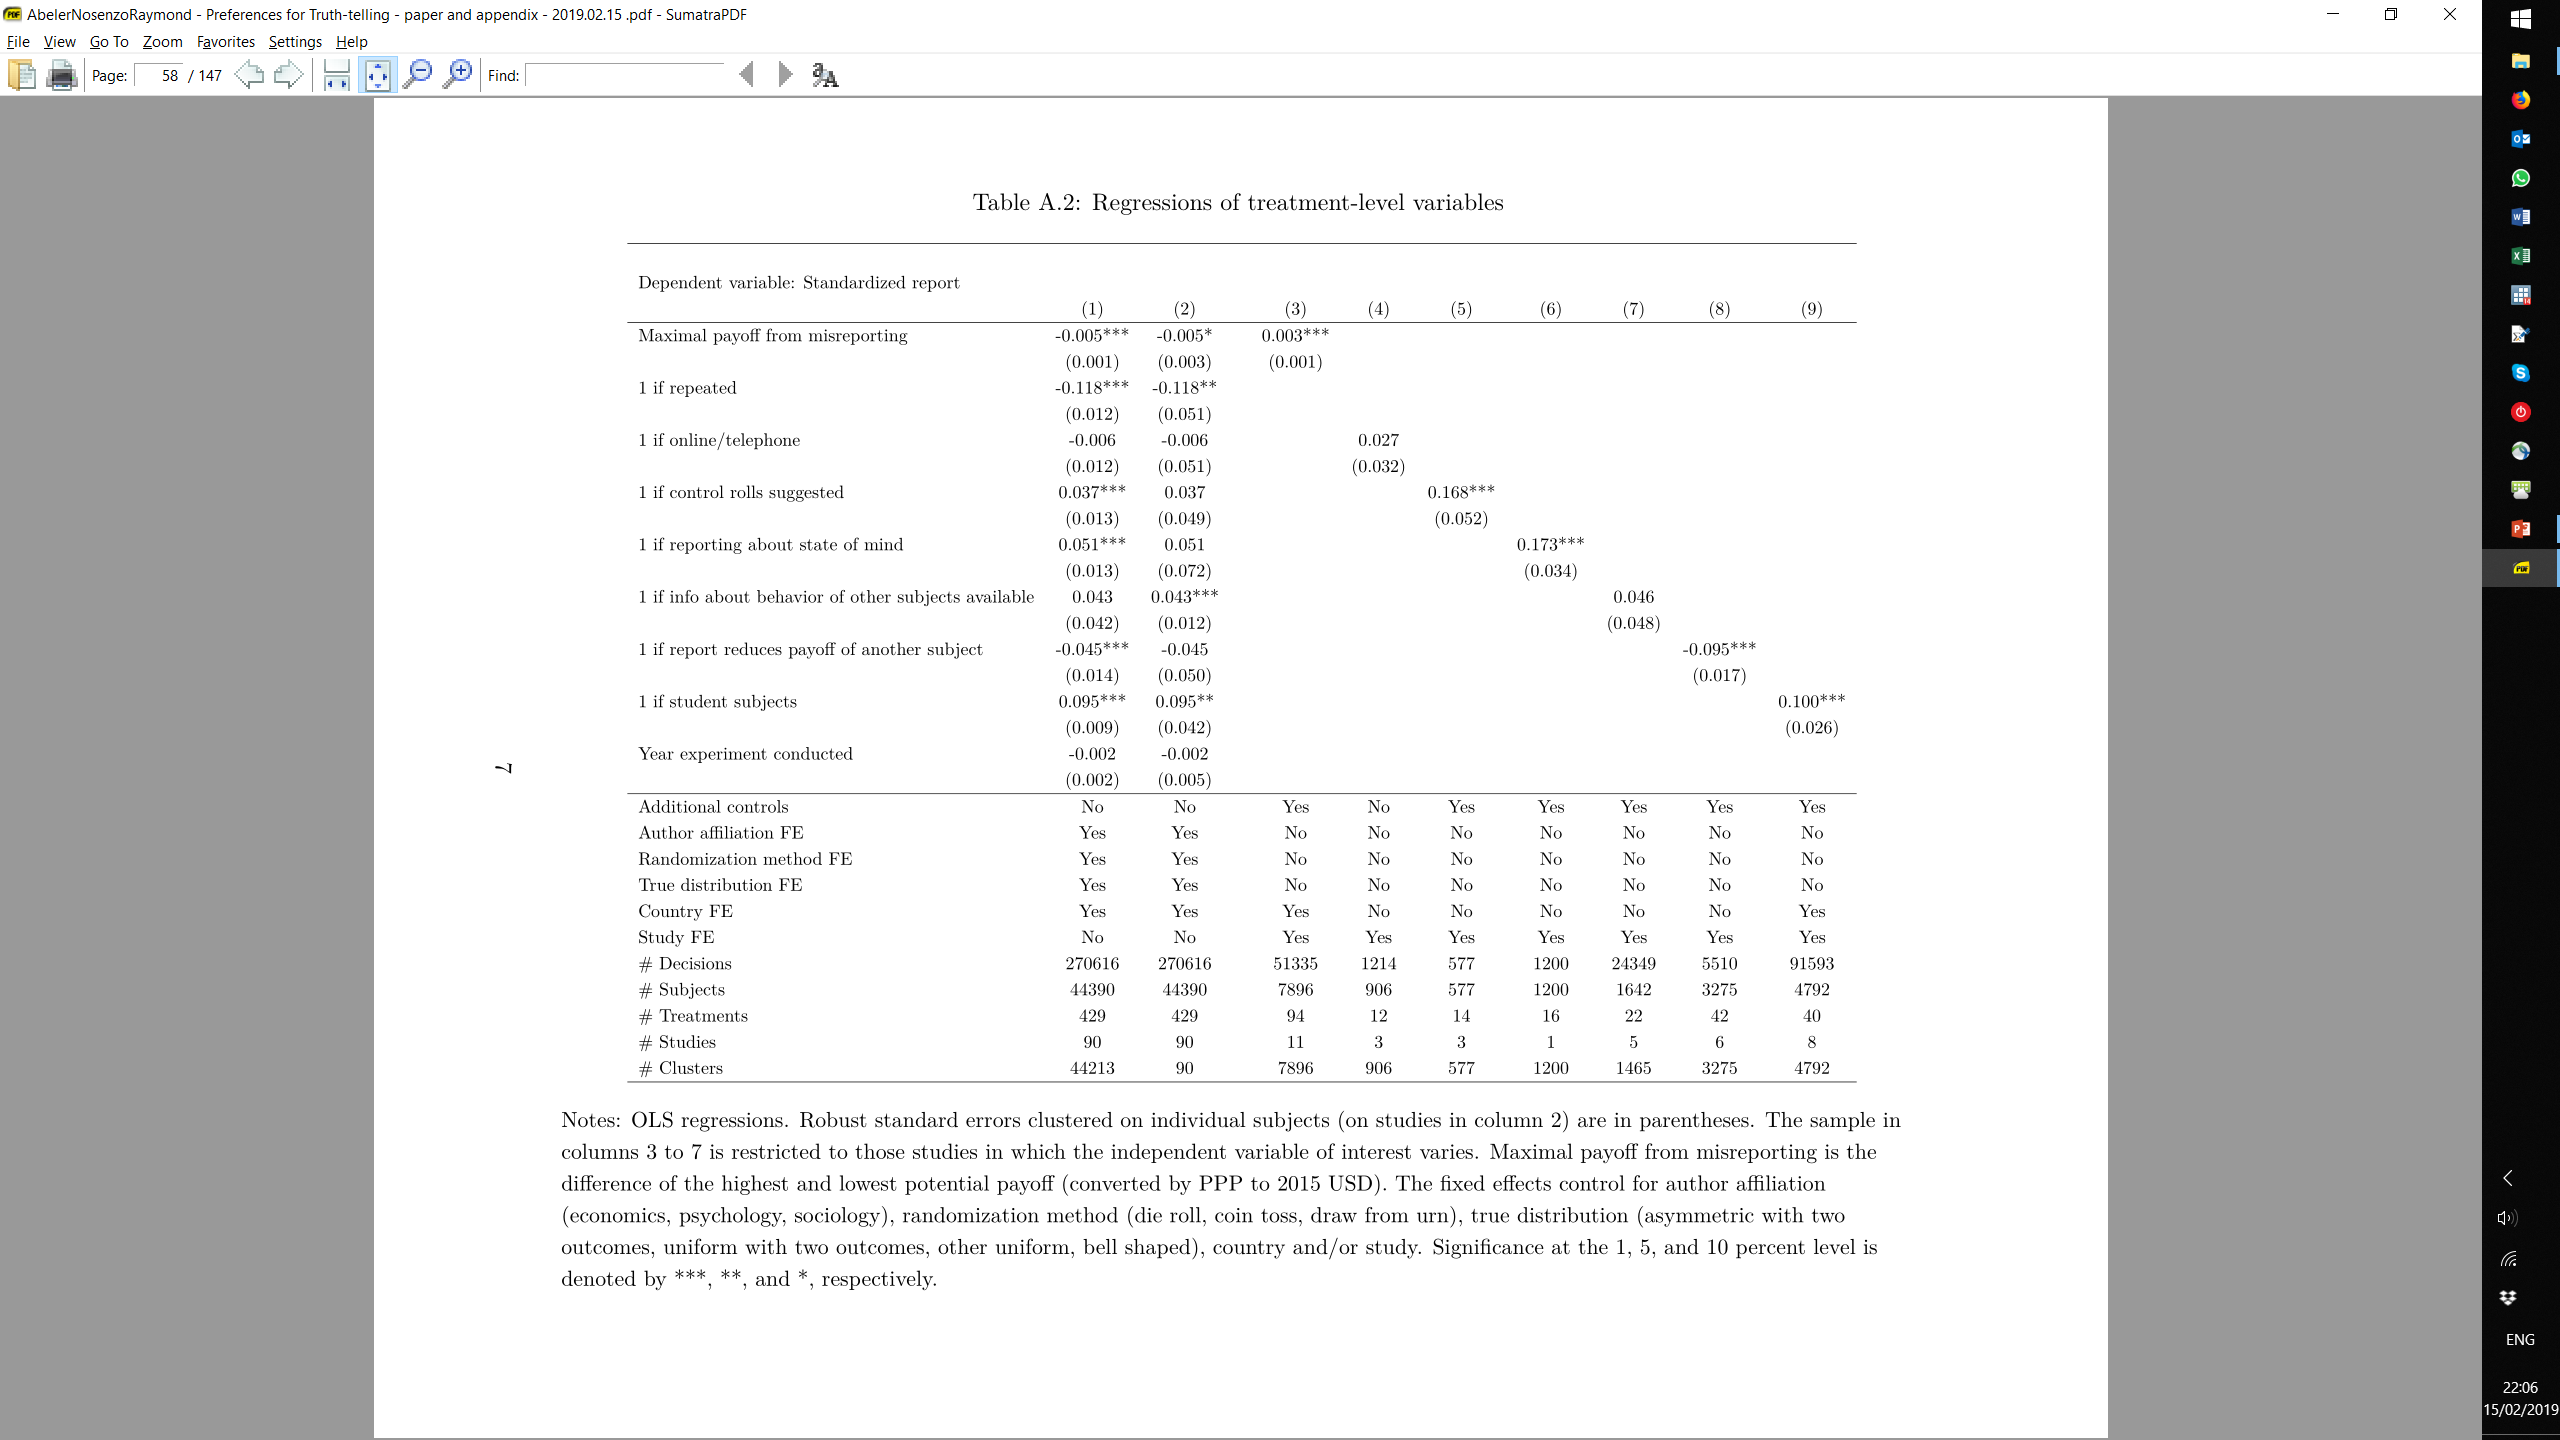 AbelerNosenzoRaymond - Preferences for Truth-telling - paper and appendix - 2019.02.15 .pdf - SumatraPDF
File View Go To Zoom Favorites Settings Help
Page: 58 / 147 Find:
Table A.2: Regressions of treatment-level variables
Dependent variable: Standardized report
(1) (2) (3) (4) (5) (6) (7) (8) (9)
Maximal payoff from misreporting -0.005*** -0.005* 0.003***
(0.001) (0.003) (0.001)
1 if repeated -0.118*** -0.118**
(0.012) (0.051)
1 if online/telephone -0.006 -0.006 0.027
(0.012) (0.051) (0.032)
1 if control rolls suggested 0.037*** 0.037 0.168***
(0.013) (0.049) (0.052)
1 if reporting about state of mind 0.051*** 0.051 0.173***
(0.013) (0.072) (0.034)
1 if info about behavior of other subjects available 0.043 0.043*** 0.046
(0.042) (0.012) (0.048)
1 if report reduces payoff of another subject -0.045*** -0.045 -0.095***
(0.014) (0.050) (0.017)
1 if student subjects 0.095*** 0.095** 0.100***
(0.009) (0.042) (0.026)
Year experiment conducted -0.002 -0.002
(0.002) (0.005)
7
Additional controls No No Yes No Yes Yes Yes Yes Yes
Author affiliation FE Yes Yes No No No No No No No
Randomization method FE Yes Yes No No No No No No No
True distribution FE Yes Yes No No No No No No No
Country FE Yes Yes Yes No No No No No Yes
Study FE No No Yes Yes Yes Yes Yes Yes Yes
# Decisions 270616 270616 51335 1214 577 1200 24349 5510 91593
# Subjects 44390 44390 7896 906 577 1200 1642 3275 4792
# Treatments 429 429 94 12 14 16 22 42 40
# Studies 90 90 11 3 3 1 5 6 8
# Clusters 44213 90 7896 906 577 1200 1465 3275 4792
Notes: OLS regressions. Robust standard errors clustered on individual subjects (on studies in column 2) are in parentheses. The sample in
columns 3 to 7 is restricted to those studies in which the independent variable of interest varies. Maximal payoff from misreporting is the
difference of the highest and lowest potential payoff (converted by PPP to 2015 USD). The fixed effects control for author affiliation
(economics, psychology, sociology), randomization method (die roll, coin toss, draw from urn), true distribution (asymmetric with two
outcomes, uniform with two outcomes, other uniform, bell shaped), country and/or study. Significance at the 1, 5, and 10 percent level is
denoted by ***, **, and *, respectively.
ENG
22:06
15/02/2019